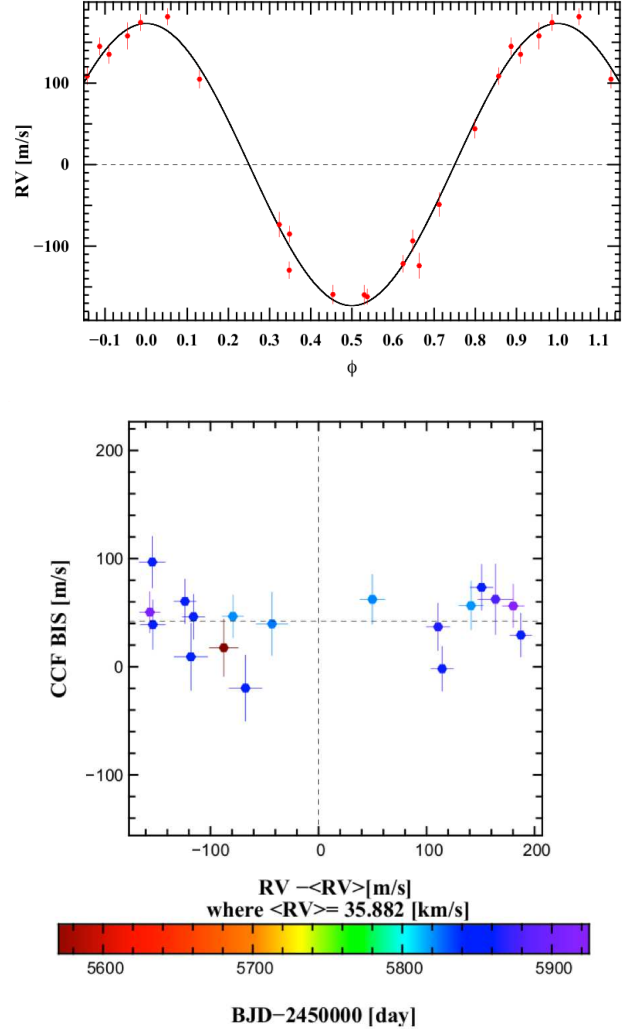 100
0
−100
RV [m/s]
−0.1 0.0 0.1 0.2 0.3 0.4 0.5 0.6 0.7 0.8 0.9 1.0 1.1
ϕ
200
100
0
−100
CCF BIS [m/s]
−100 0 100 200
RV −<RV>[m/s]
where <RV>= 35.882 [km/s]
5600 5700 5800 5900
BJD−2450000 [day]